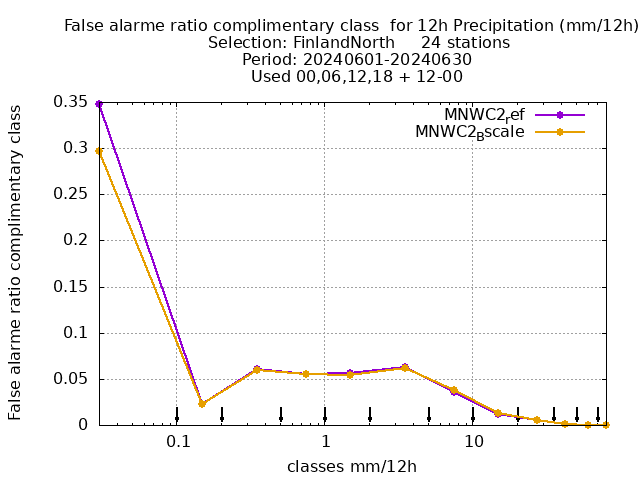 False alarme ratio complimentary class  for 12h Precipitation (mm/12h)
Selection: FinlandNorth     24 stations
Period: 20240601-20240630
Used 00,06,12,18 + 12-00
False alarme ratio complimentary class
0.35
0.3
0.25
0.2
0.15
0.1
0.05
0
MNWC2ref
MNWC2Bscale
0.1
1
10
classes mm/12h